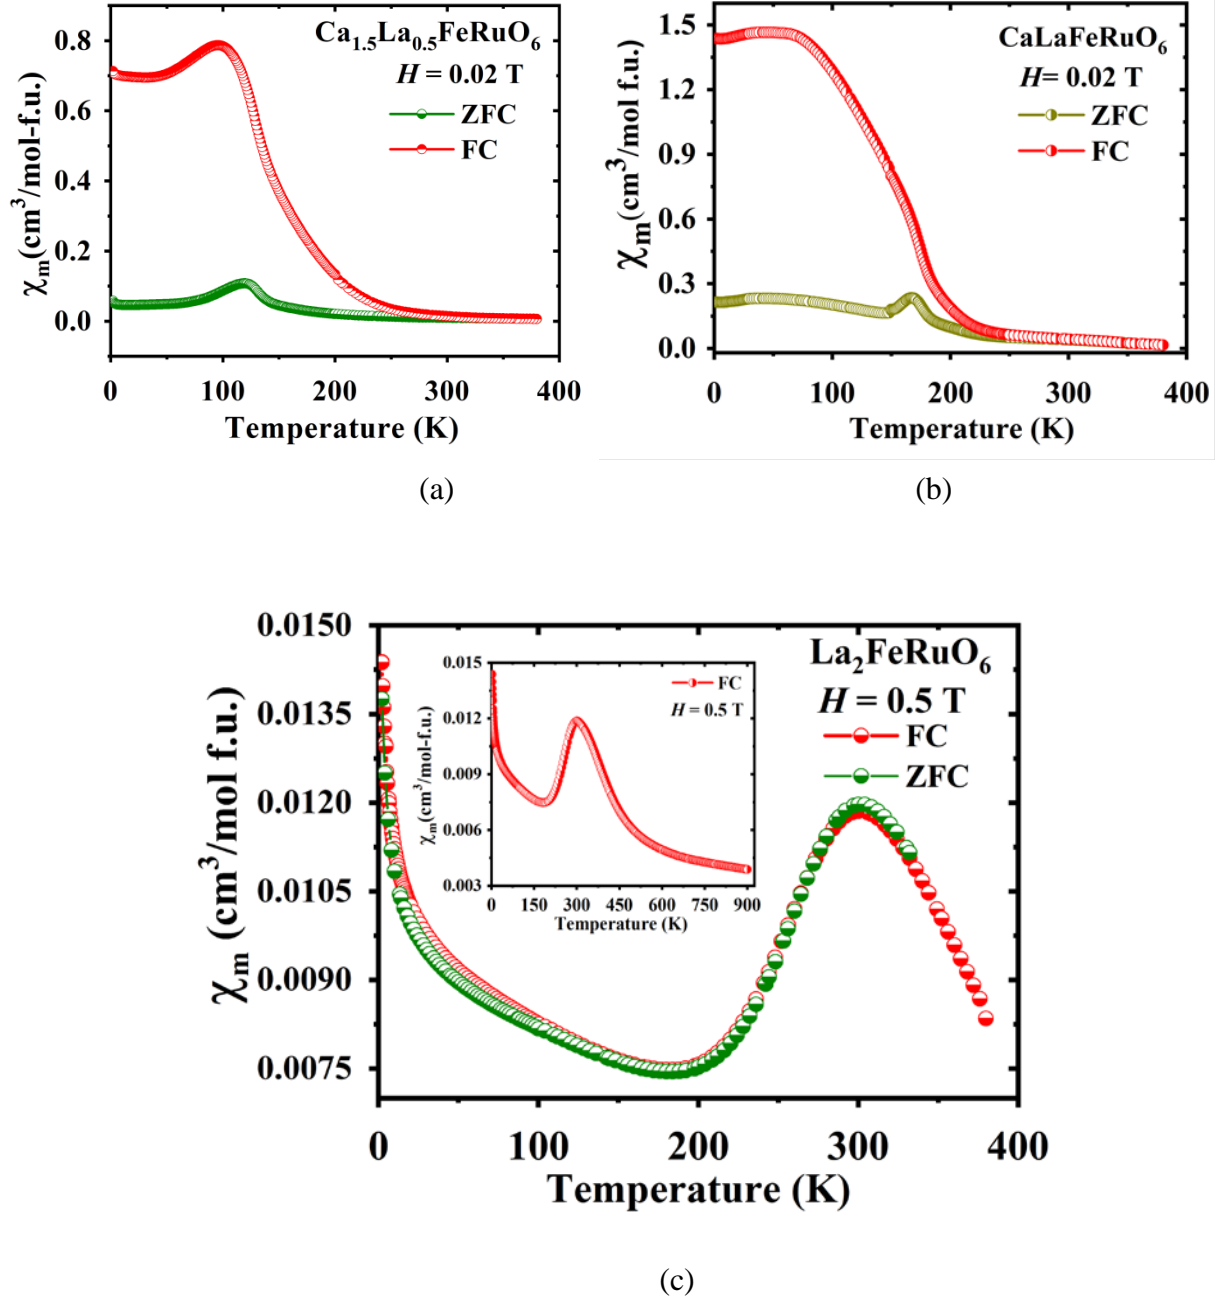 Ca₁.₅La₀.₅FeRuO₆
H = 0.02 T
ZFC
FC
χₘ(cm³/mol-f.u.)
0.8
0.6
0.4
0.2
0.0
0 100 200 300 400
Temperature (K)
(a)
CaLaFeRuO₆
H= 0.02 T
ZFC
FC
χₘ(cm³/mol f.u.)
1.5
1.2
0.9
0.6
0.3
0.0
0 100 200 300 400
Temperature (K)
(b)
La₂FeRuO₆
H = 0.5 T
FC
ZFC
χₘ (cm³/mol f.u.)
0.0150
0.0135
0.0120
0.0105
0.0090
0.0075
0 100 200 300 400
Temperature (K)
FC
H = 0.5 T
χₘ(cm³/mol-f.u.)
0.015
0.012
0.009
0.006
0.003
0 150 300 450 600 750 900
Temperature (K)
(c)